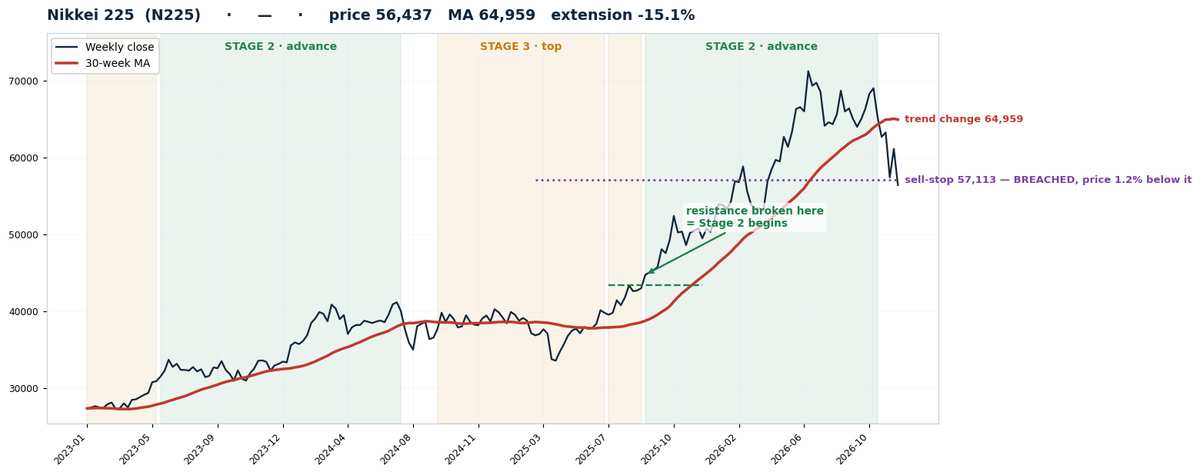 Nikkei 225 (N225) · — · price 56,437 MA 64,959 extension -15.1%
Weekly close
30-week MA
STAGE 2 · advance
STAGE 3 · top
STAGE 2 · advance
70000
60000
50000
40000
30000
trend change 64,959
sell-stop 57,113 — BREACHED, price 1.2% below it
resistance broken here
= Stage 2 begins
2023-01
2023-05
2023-09
2023-12
2024-04
2024-08
2024-11
2025-03
2025-07
2025-10
2026-02
2026-06
2026-10